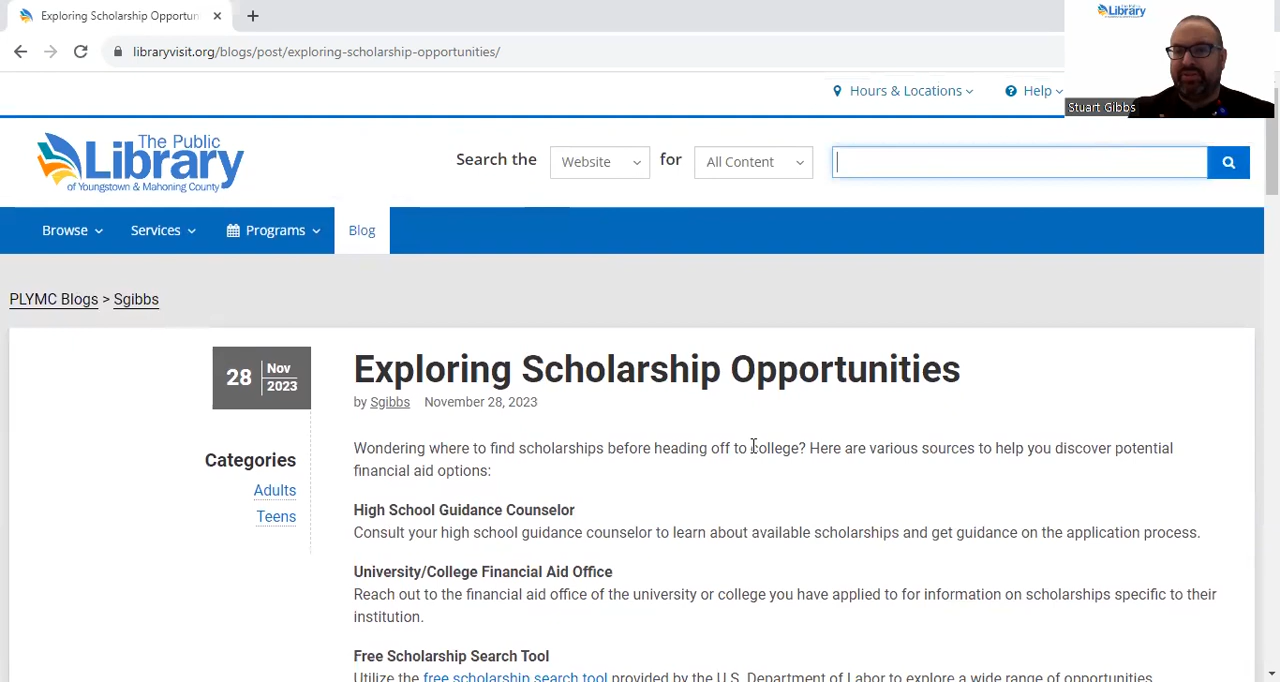 Exploring Scholarship Opportun
libraryvisit.org/blogs/post/exploring-scholarship-opportunities/
Library
Stuart Gibbs
Hours & Locations
Help
The Public
Library
of Youngstown & Mahoning County
Search the
Website
for
All Content
Browse
Services
Programs
Blog
PLYMC Blogs > Sgibbs
28
Nov
2023
Exploring Scholarship Opportunities
by Sgibbs November 28, 2023
Categories
Adults
Teens
Wondering where to find scholarships before heading off to college? Here are various sources to help you discover potential
financial aid options:
High School Guidance Counselor
Consult your high school guidance counselor to learn about available scholarships and get guidance on the application process.
University/College Financial Aid Office
Reach out to the financial aid office of the university or college you have applied to for information on scholarships specific to their
institution.
Free Scholarship Search Tool
Utilize the free scholarship search tool provided by the U.S. Department of Labor to explore a wide range of opportunities